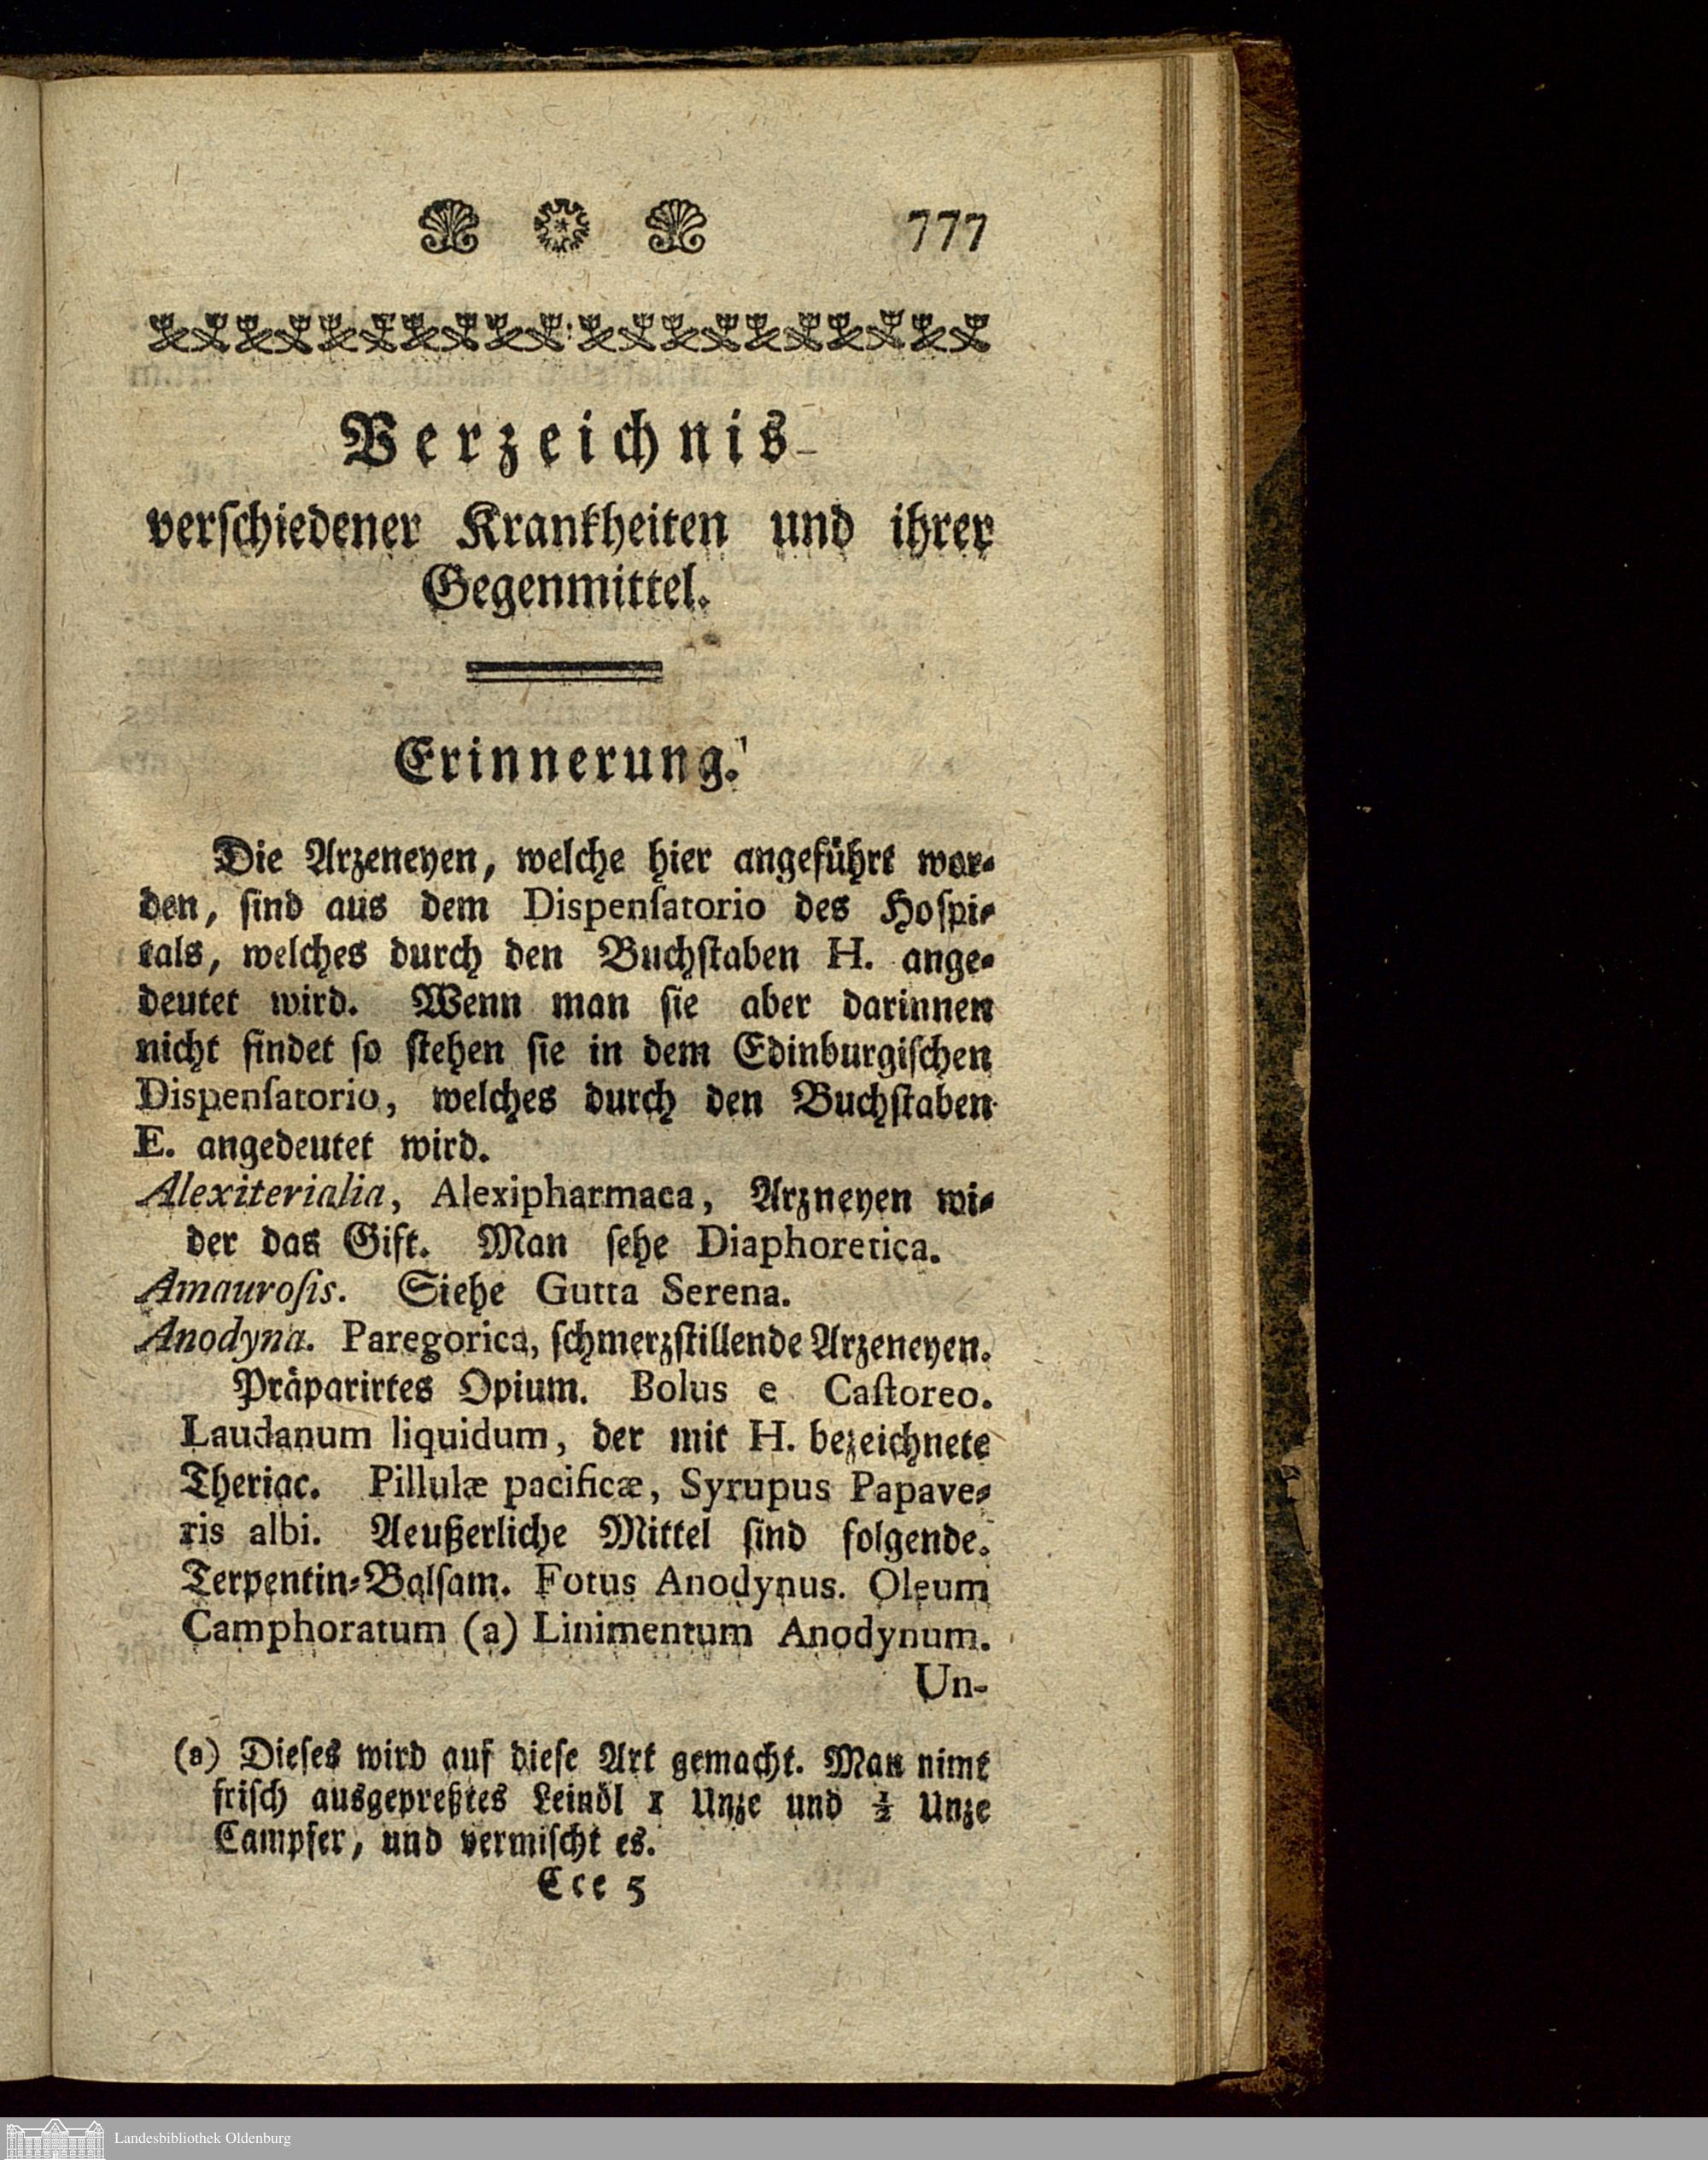 777
Verzeichnis
verschiedener Krankheiten und ihrer
Gegenmittel.
Erinnerung.
Die Arzeneyen, welche hier angeführt wor-
den, sind aus dem Dispenſatorio des Hoſpi-
tals, welches durch den Buchſtaben H. ange-
deutet wird. Wenn man ſie aber darinnen
nicht findet ſo ſtehen ſie in dem Edinburgiſchen
Dispenſatorio, welches durch den Buchſtaben
E. angedeutet wird.
Alexiterialia, Alexipharmaca, Arzneyen wi-
der das Gift. Man ſehe Diaphoretica.
Amauroſis. Siehe Gutta Serena.
Anodyna. Paregorica, ſchmerzſtillende Arzeneyen.
Präparirtes Opium. Bolus e Caſtoreo.
Laudanum liquidum, der mit H. bezeichnete
Theriac. Pillulæ pacificæ, Syrupus Papave-
ris albi. Aeußerliche Mittel ſind folgende.
Terpentin-Balſam. Fotus Anodynus. Oleum
Camphoratum (a) Linimentum Anodynum.
Un-
(a) Dieſes wird auf dieſe Art gemacht. Man nimt
friſch ausgepreßtes Leinöl 1 Unze und ½ Unze
Campfer, und vermiſcht es.
Ccc 5
Landesbibliothek Oldenburg